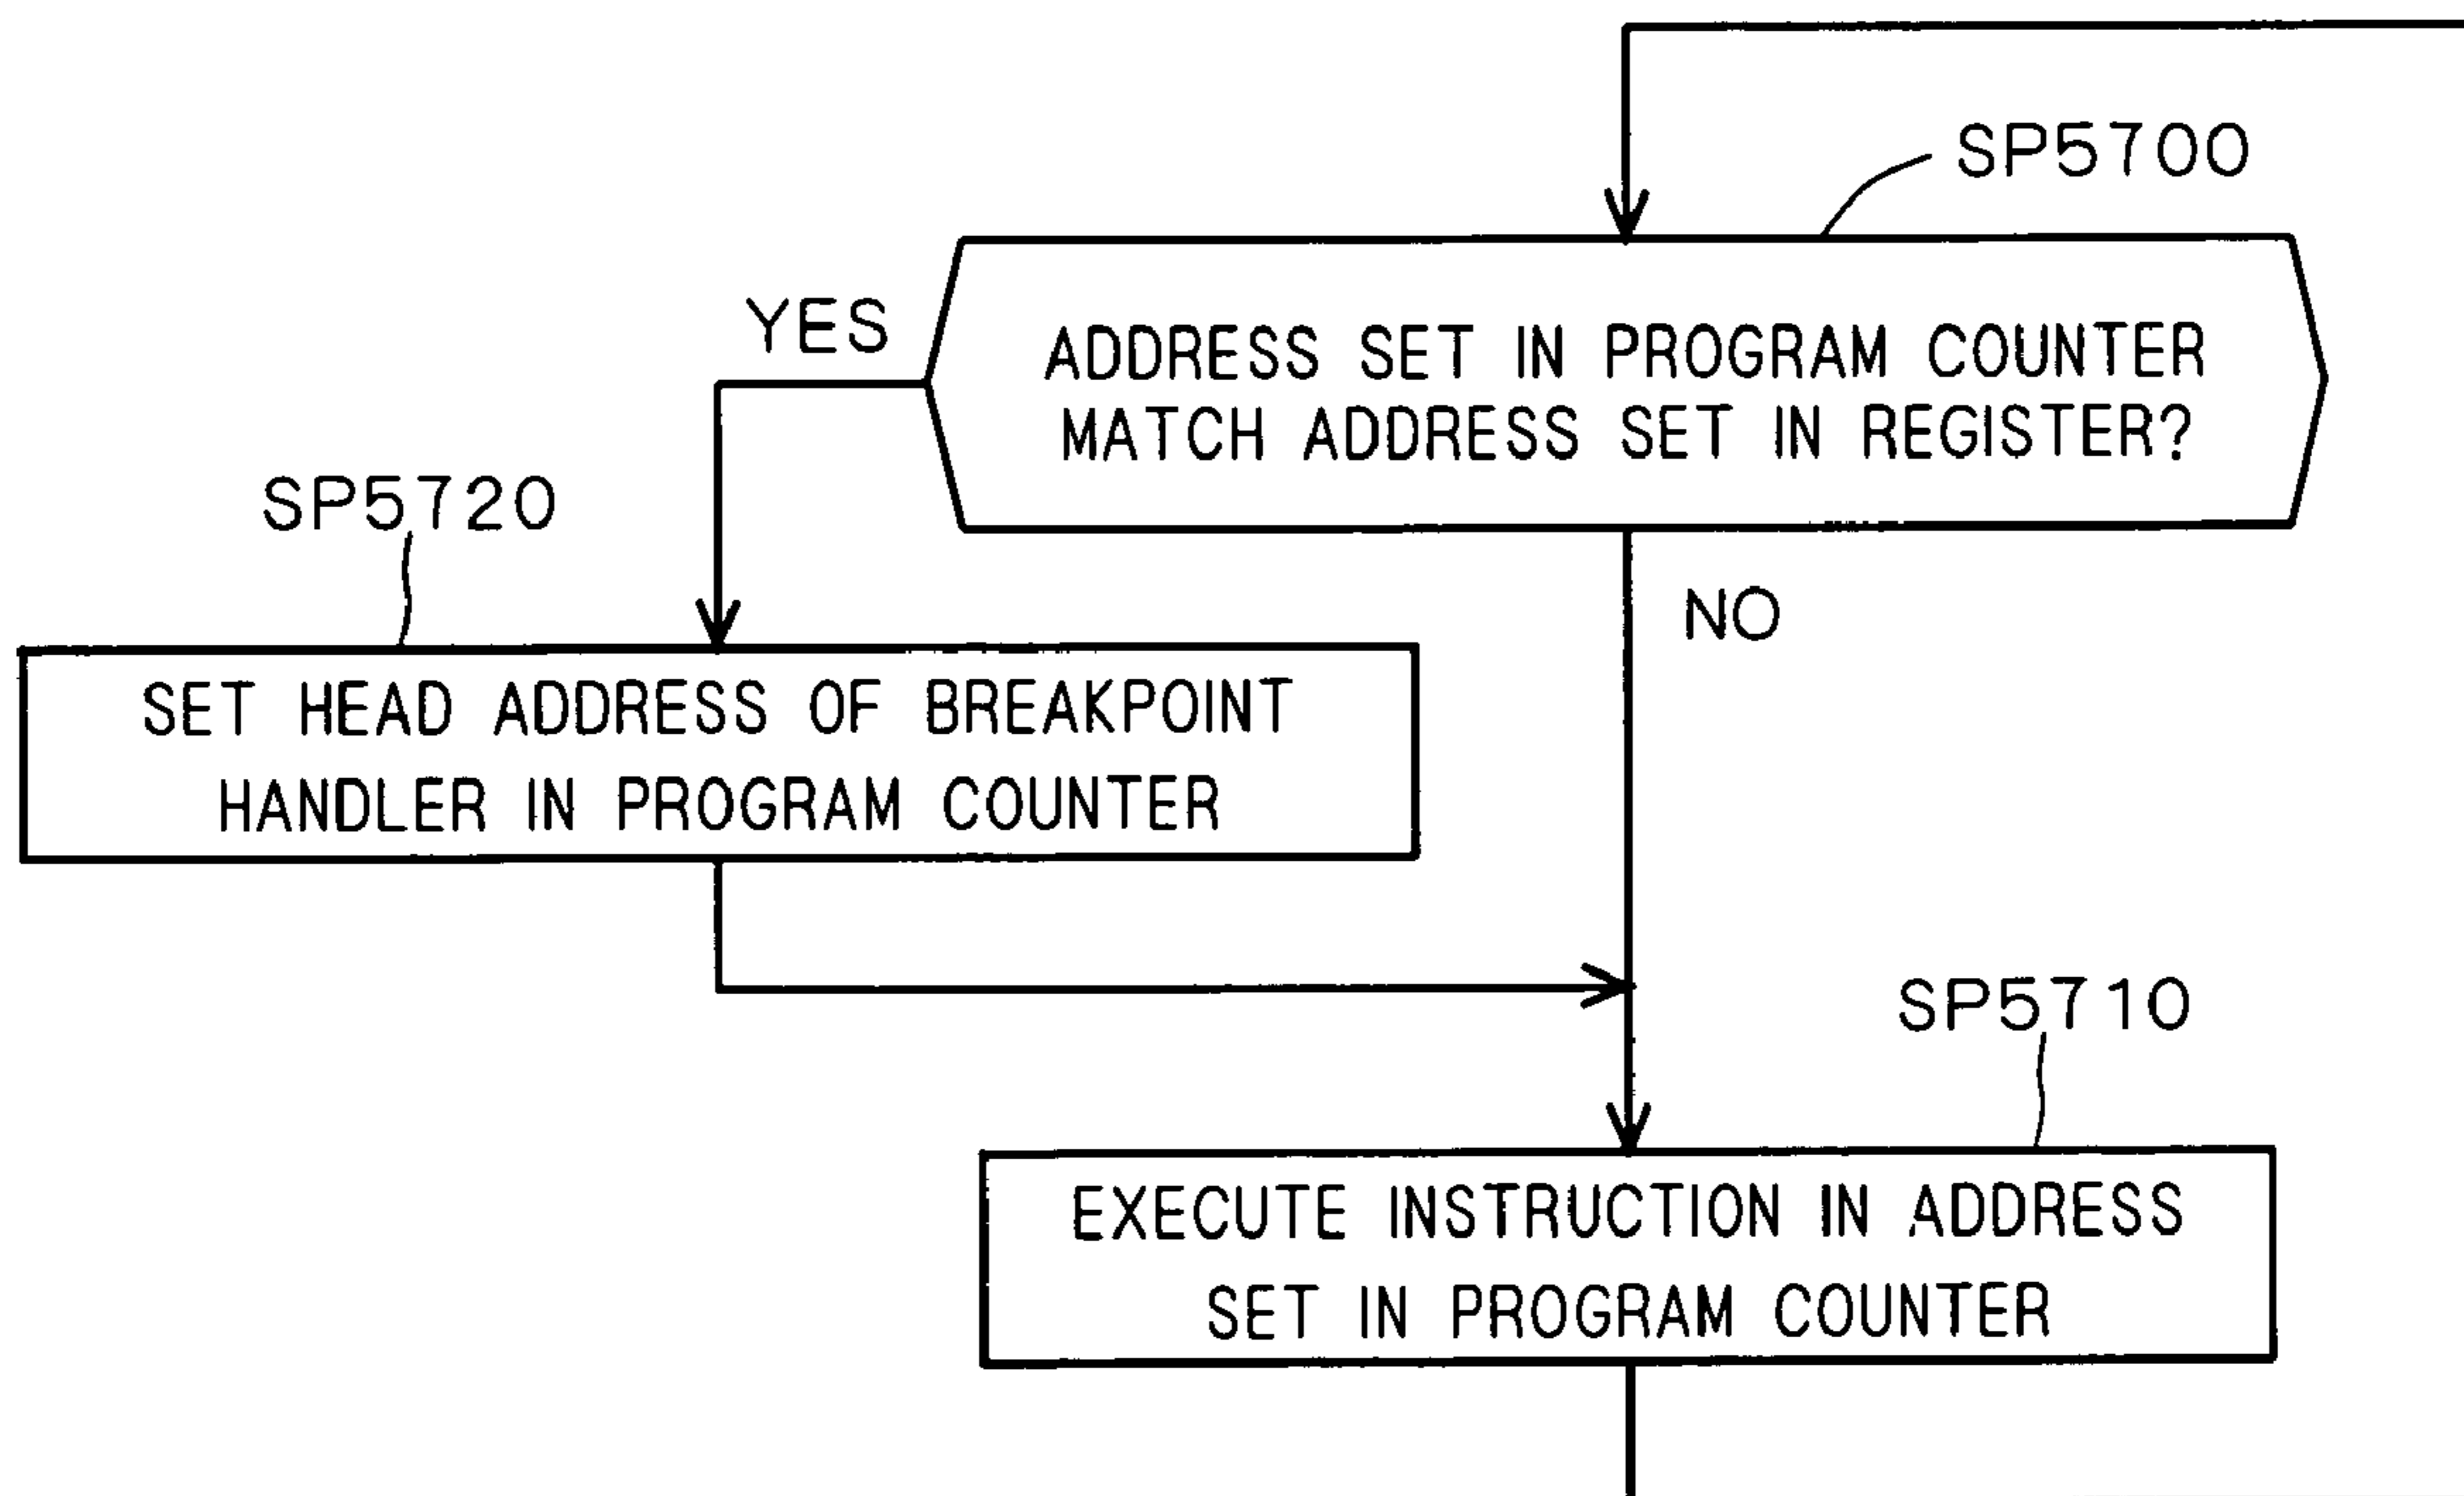 SP5700
ADDRESS SET IN PROGRAM COUNTER
MATCH ADDRESS SET IN REGISTER?
YES
NO
SP5720
SET HEAD ADDRESS OF BREAKPOINT
HANDLER IN PROGRAM COUNTER
SP5710
EXECUTE INSTRUCTION IN ADDRESS
SET IN PROGRAM COUNTER